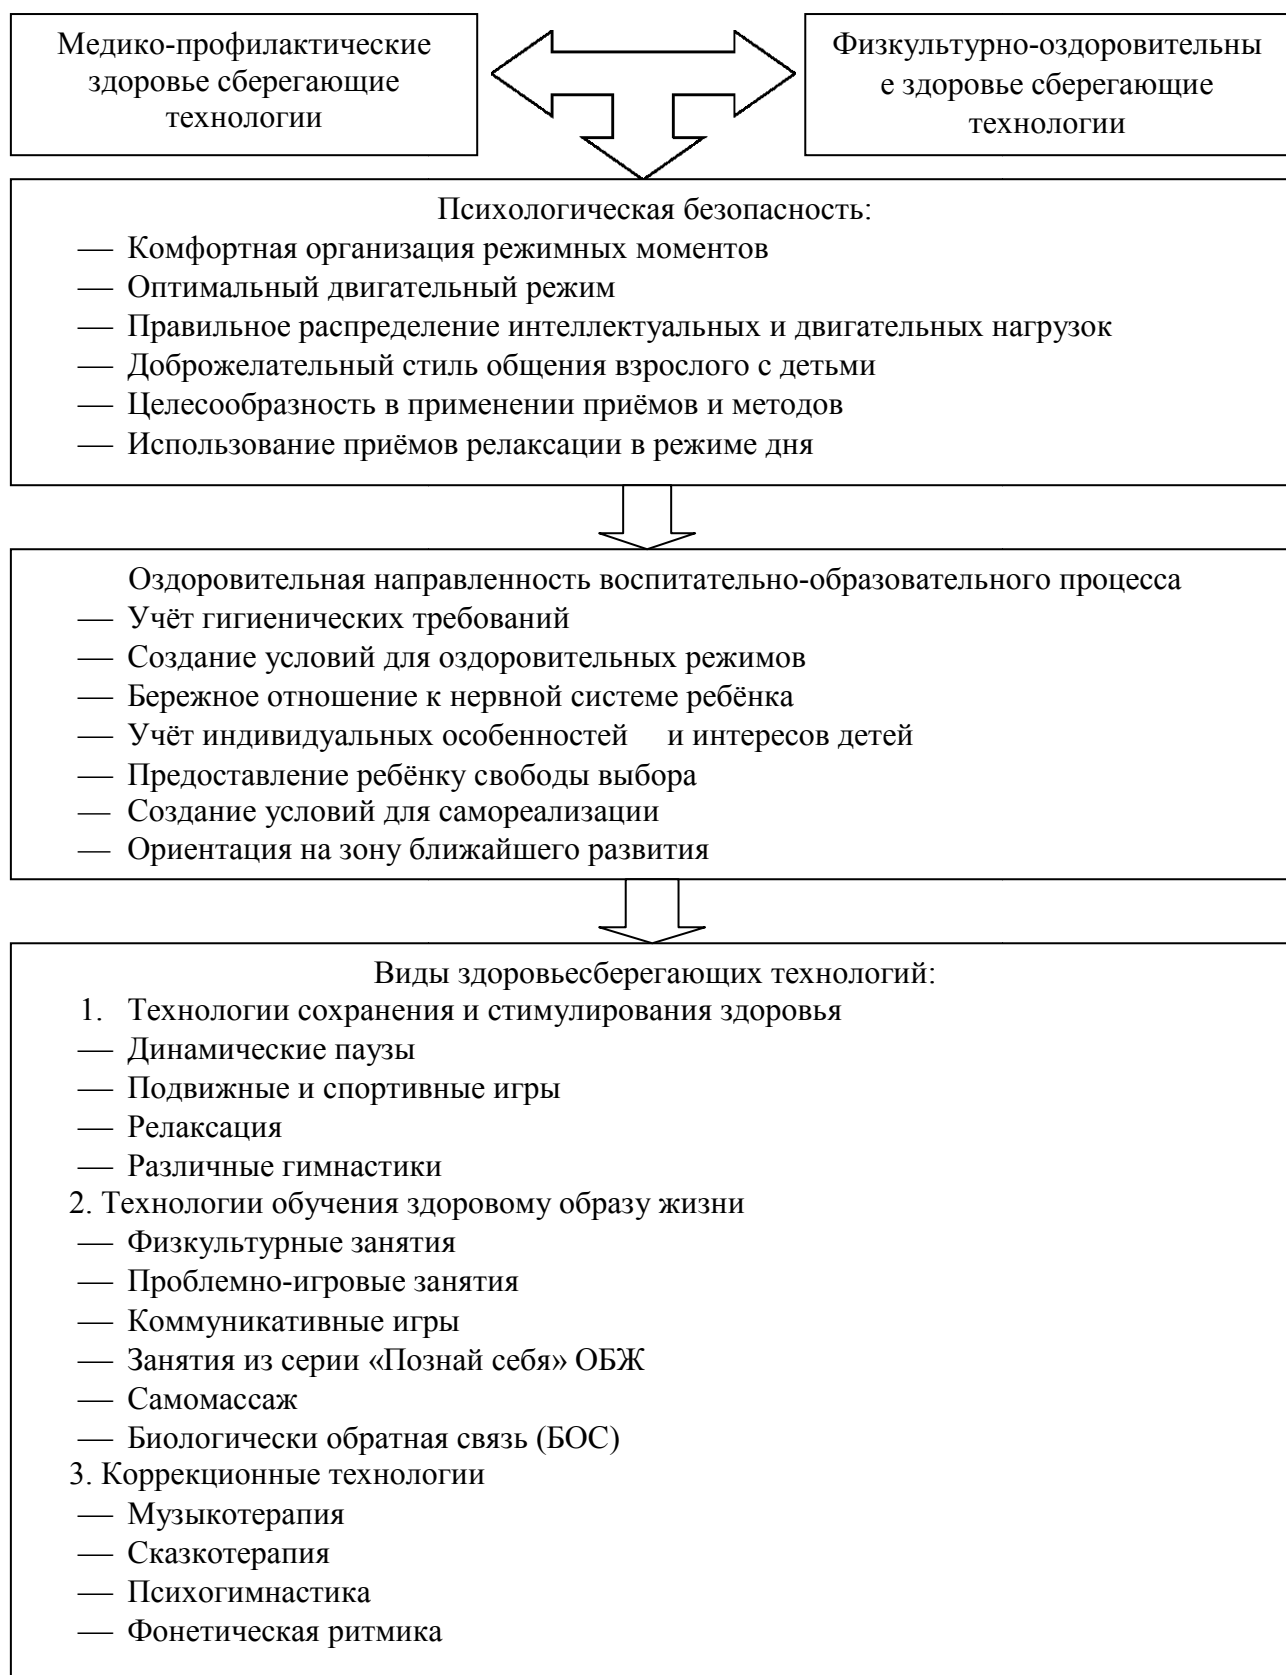 Медико-профилактические
здоровье сберегающие
технологии
Физкультурно-оздоровительны
е здоровье сберегающие
технологии
Психологическая безопасность:
— Комфортная организация режимных моментов
— Оптимальный двигательный режим
— Правильное распределение интеллектуальных и двигательных нагрузок
— Доброжелательный стиль общения взрослого с детьми
— Целесообразность в применении приёмов и методов
— Использование приёмов релаксации в режиме дня
Оздоровительная направленность воспитательно-образовательного процесса
— Учёт гигиенических требований
— Создание условий для оздоровительных режимов
— Бережное отношение к нервной системе ребёнка
— Учёт индивидуальных особенностей и интересов детей
— Предоставление ребёнку свободы выбора
— Создание условий для самореализации
— Ориентация на зону ближайшего развития
Виды здоровьесберегающих технологий:
1. Технологии сохранения и стимулирования здоровья
— Динамические паузы
— Подвижные и спортивные игры
— Релаксация
— Различные гимнастики
2. Технологии обучения здоровому образу жизни
— Физкультурные занятия
— Проблемно-игровые занятия
— Коммуникативные игры
— Занятия из серии «Познай себя» ОБЖ
— Самомассаж
— Биологически обратная связь (БОС)
3. Коррекционные технологии
— Музыкотерапия
— Сказкотерапия
— Психогимнастика
— Фонетическая ритмика